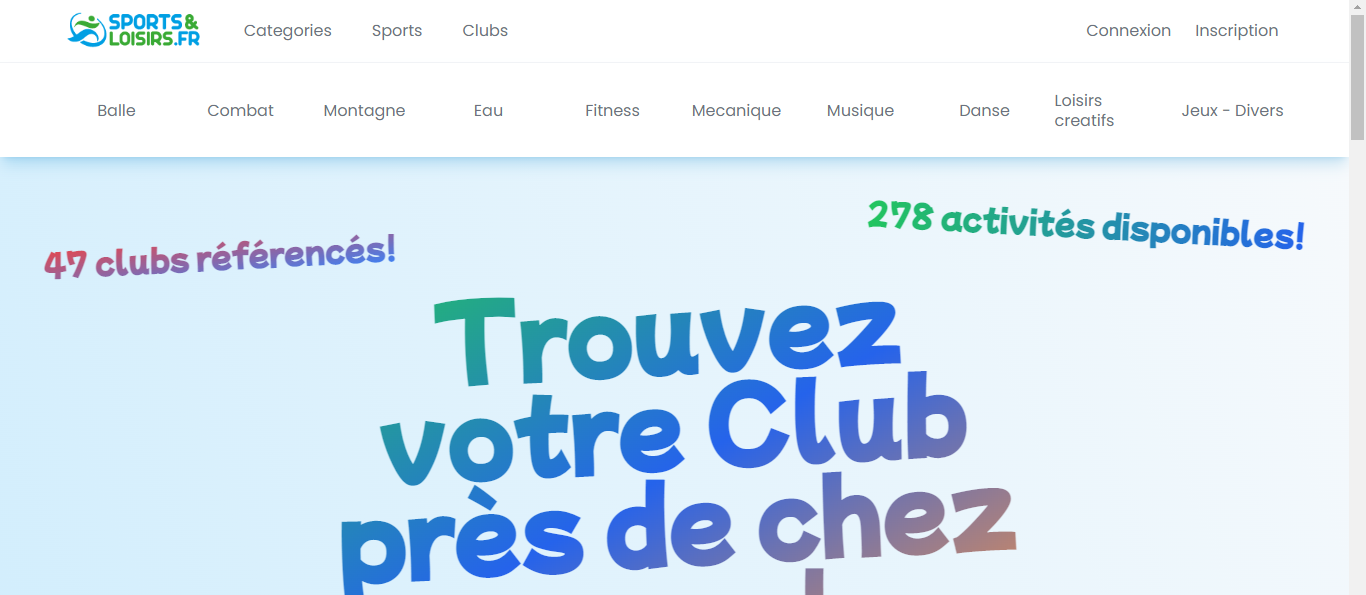 SPORTS&
LOISIRS.FR
Categories
Sports
Clubs
Connexion
Inscription
Balle
Combat
Montagne
Eau
Fitness
Mecanique
Musique
Danse
Loisirs
creatifs
Jeux - Divers
47 clubs référencés!
278 activités disponibles!
Trouvez
votre Club
près de chez